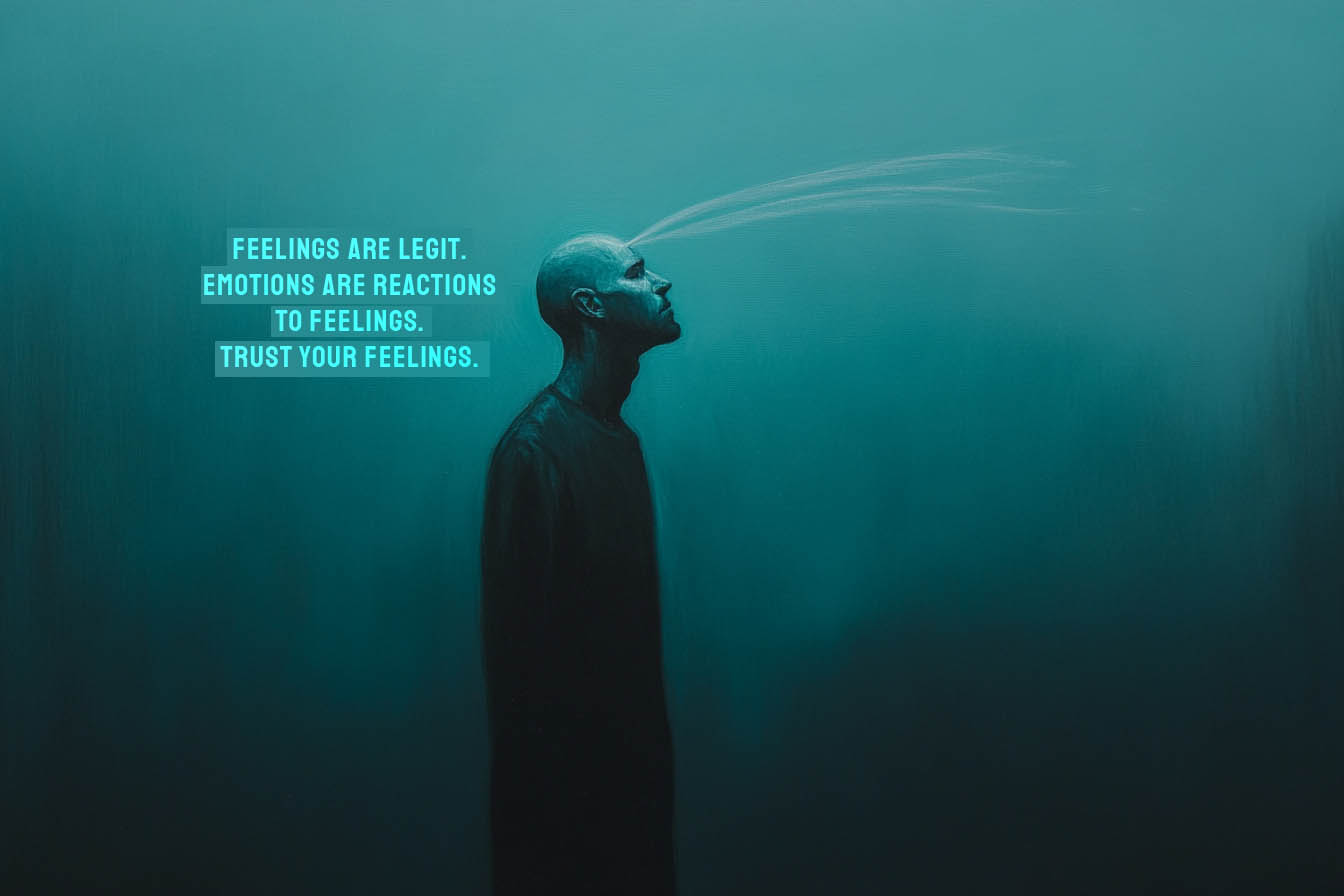 FEELINGS ARE LEGIT.
EMOTIONS ARE REACTIONS
TO FEELINGS.
TRUST YOUR FEELINGS.